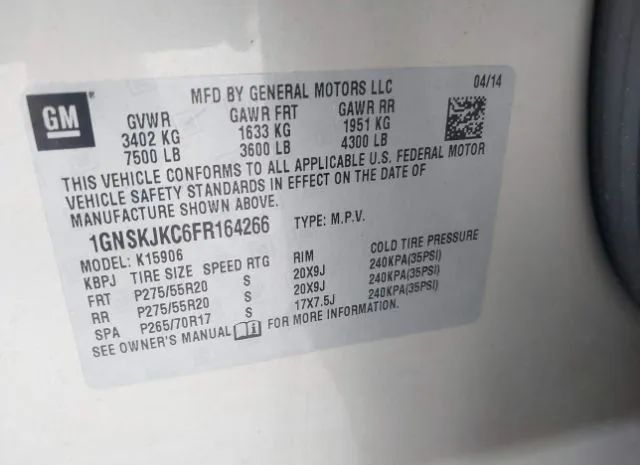 GM
MFD BY GENERAL MOTORS LLC 04/14
GVWR GAWR FRT GAWR RR
3402 KG 1633 KG 1951 KG
7500 LB 3600 LB 4300 LB
THIS VEHICLE CONFORMS TO ALL APPLICABLE U.S. FEDERAL MOTOR
VEHICLE SAFETY STANDARDS IN EFFECT ON THE DATE OF
MANUFACTURE SHOWN ABOVE.
1GNSKJKC6FR164266 TYPE: M.P.V.
MODEL: K15906
KBPJ TIRE SIZE SPEED RTG RIM COLD TIRE PRESSURE
FRT P275/55R20 S 20X9J 240KPA(35PSI)
RR P275/55R20 S 20X9J 240KPA(35PSI)
SPA P265/70R17 S 17X7.5J 240KPA(35PSI)
SEE OWNER'S MANUAL FOR MORE INFORMATION.